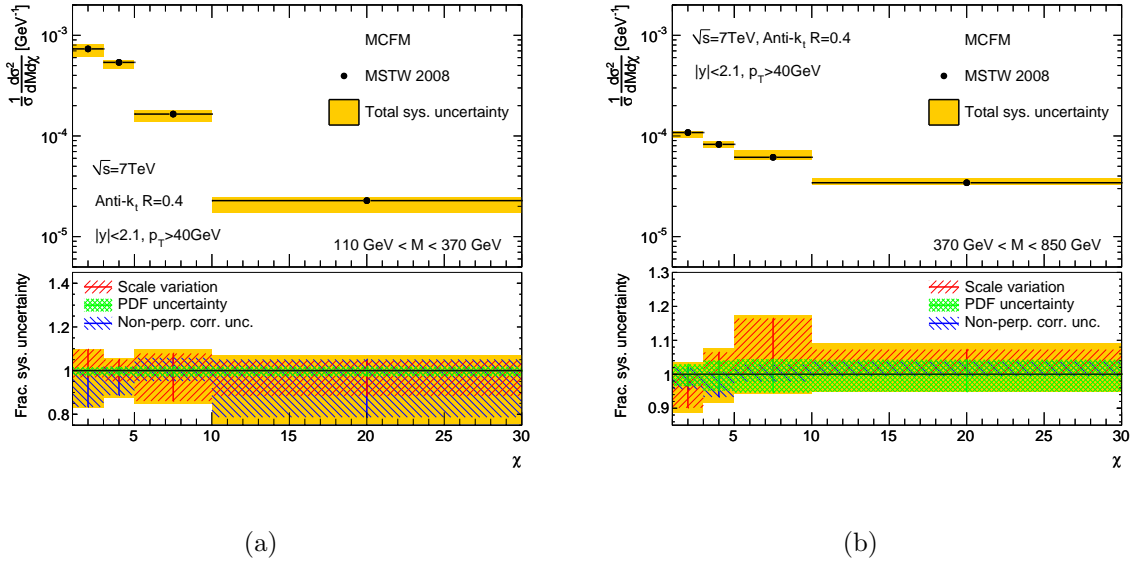 1/σ dσ²/dMdχ [GeV⁻¹]
10⁻³
10⁻⁴
10⁻⁵
MCFM
MSTW 2008
Total sys. uncertainty
√s=7TeV
Anti-kₜ R=0.4
|y|<2.1, p_T>40GeV
110 GeV < M < 370 GeV
Frac. sys. uncertainty
1.4
1.2
1
0.8
Scale variation
PDF uncertainty
Non-perp. corr. unc.
5 10 15 20 25 30
χ
(a)
1/σ dσ²/dMdχ [GeV⁻¹]
10⁻³
10⁻⁴
10⁻⁵
√s=7TeV, Anti-kₜ R=0.4
|y|<2.1, p_T>40GeV
MCFM
MSTW 2008
Total sys. uncertainty
370 GeV < M < 850 GeV
Frac. sys. uncertainty
1.3
1.2
1.1
1
0.9
Scale variation
PDF uncertainty
Non-perp. corr. unc.
5 10 15 20 25 30
χ
(b)